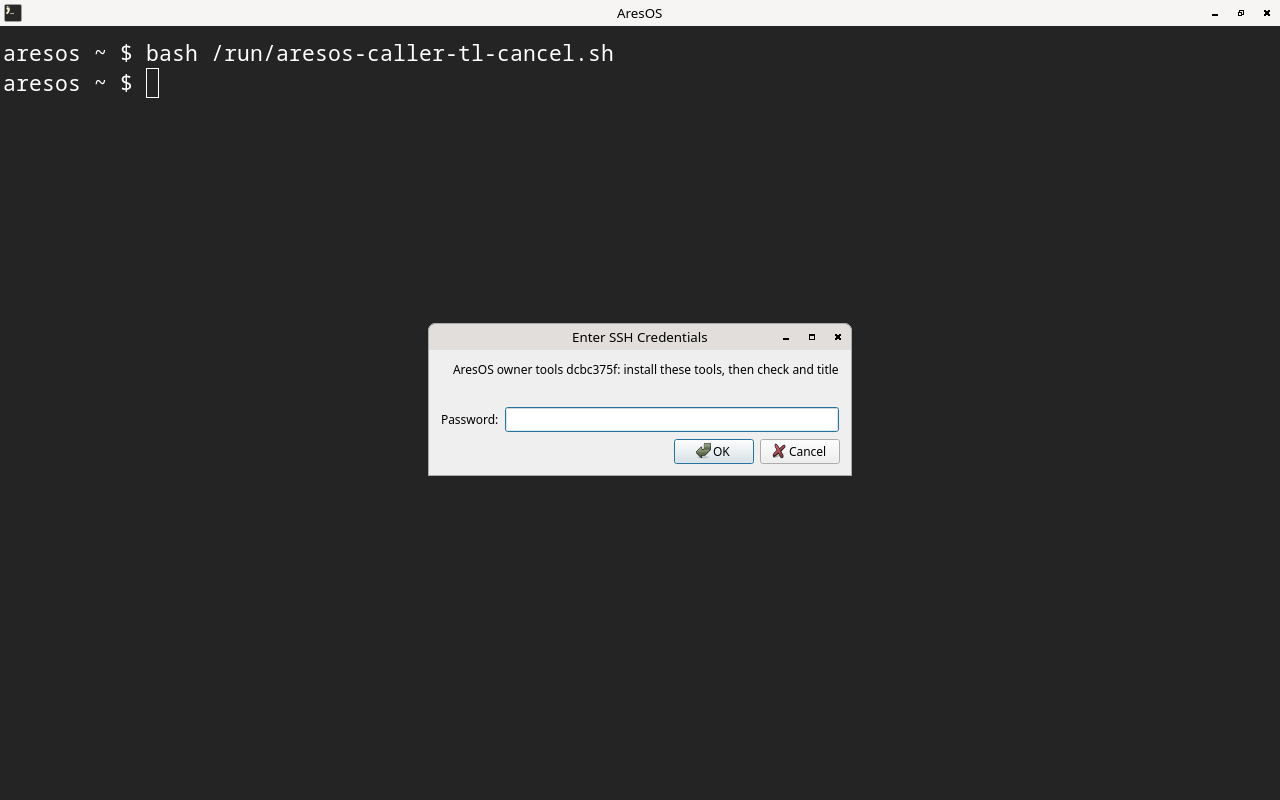 AresOS
aresos ~ $ bash /run/aresos-caller-tl-cancel.sh
aresos ~ $
Enter SSH Credentials
AresOS owner tools dcbc375f: install these tools, then check and title
Password:
OK
Cancel